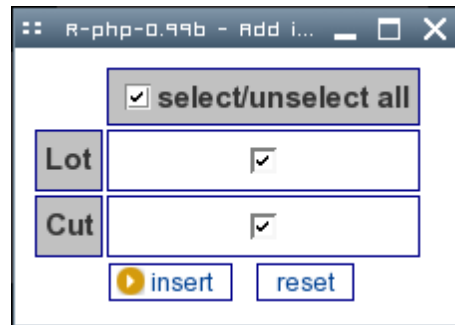 R-php-0.99b - Add i...
select/unselect all
Lot
Cut
insert reset